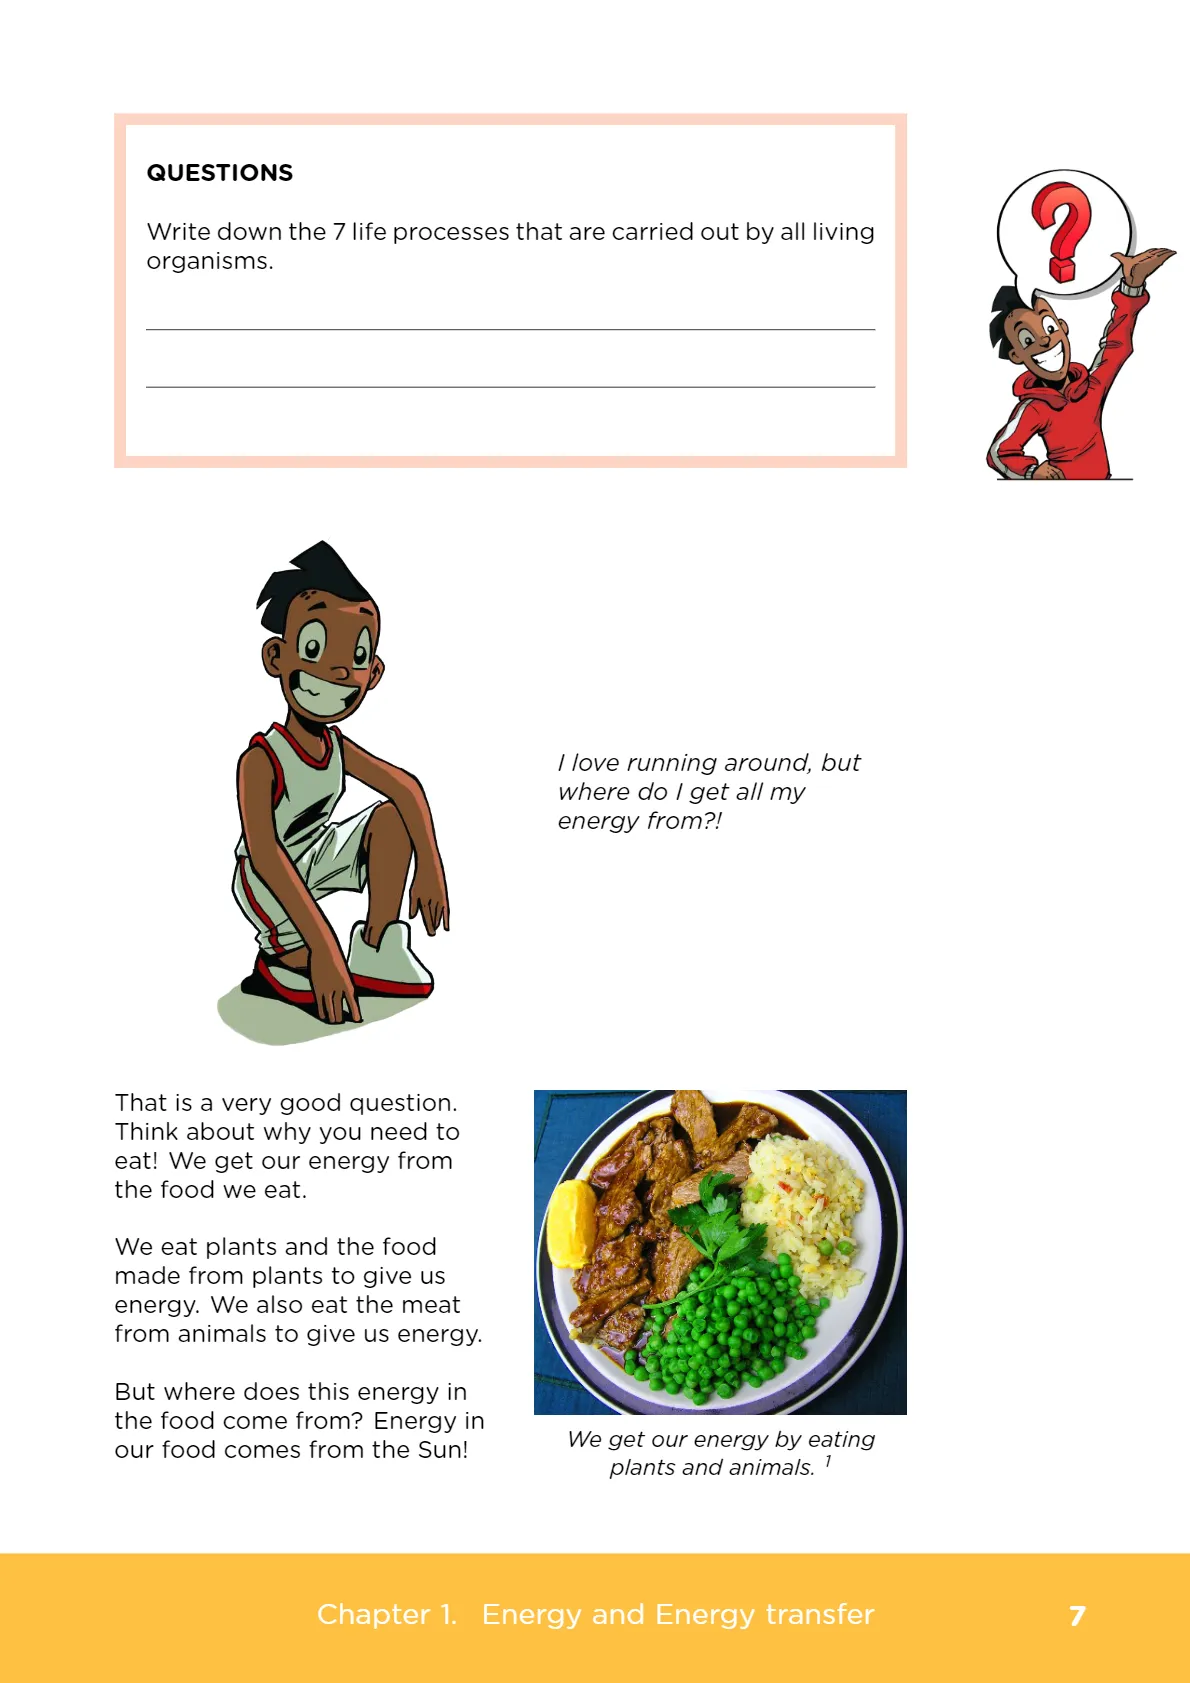 QUESTIONS
Write down the 7 life processes that are carried out by all living
organisms.
?
I love running around, but
where do I get all my
energy from?!
That is a very good question.
Think about why you need to
eat! We get our energy from
the food we eat.
We eat plants and the food
made from plants to give us
energy. We also eat the meat
from animals to give us energy.
But where does this energy in
the food come from? Energy in
our food comes from the Sun!
We get our energy by eating
plants and animals. 1
Chapter 1. Energy and Energy transfer 7